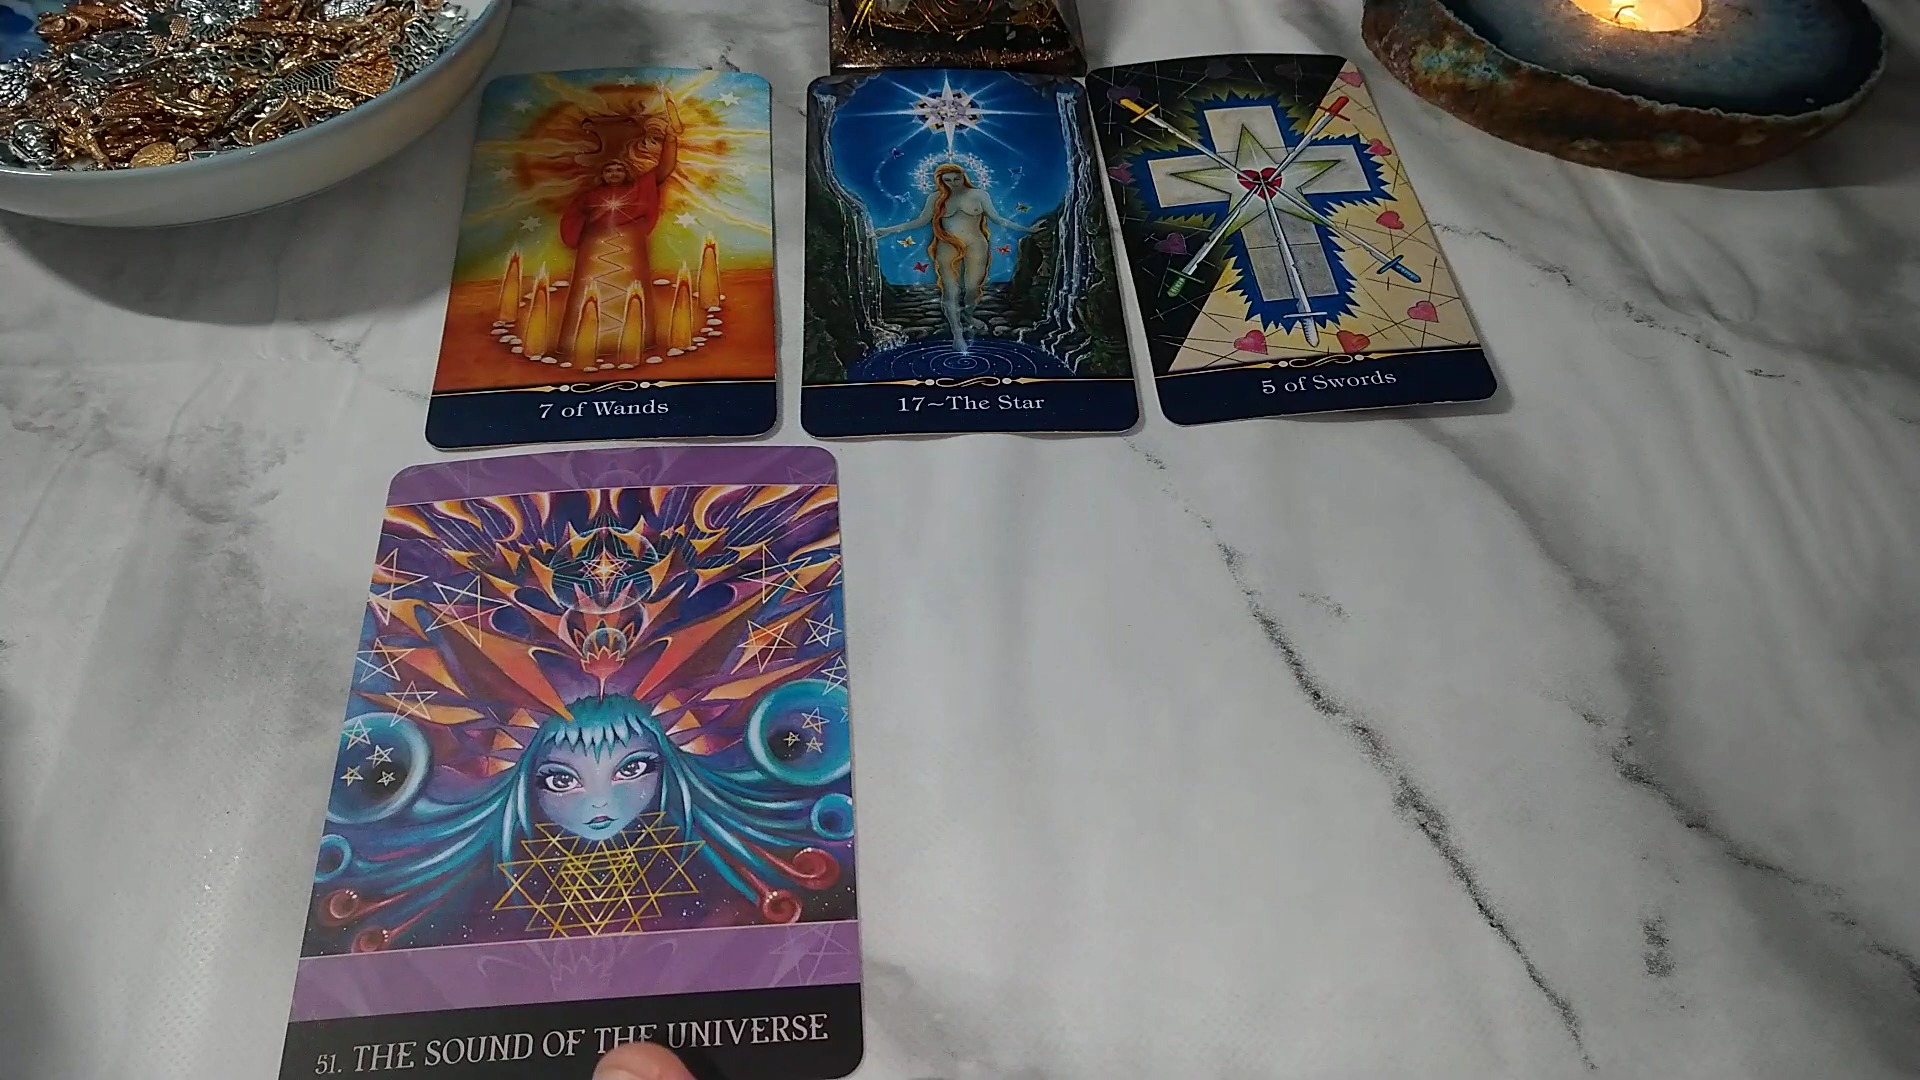 7 of Wands
17~The Star
5 of Swords
51. THE SOUND OF THE UNIVERSE